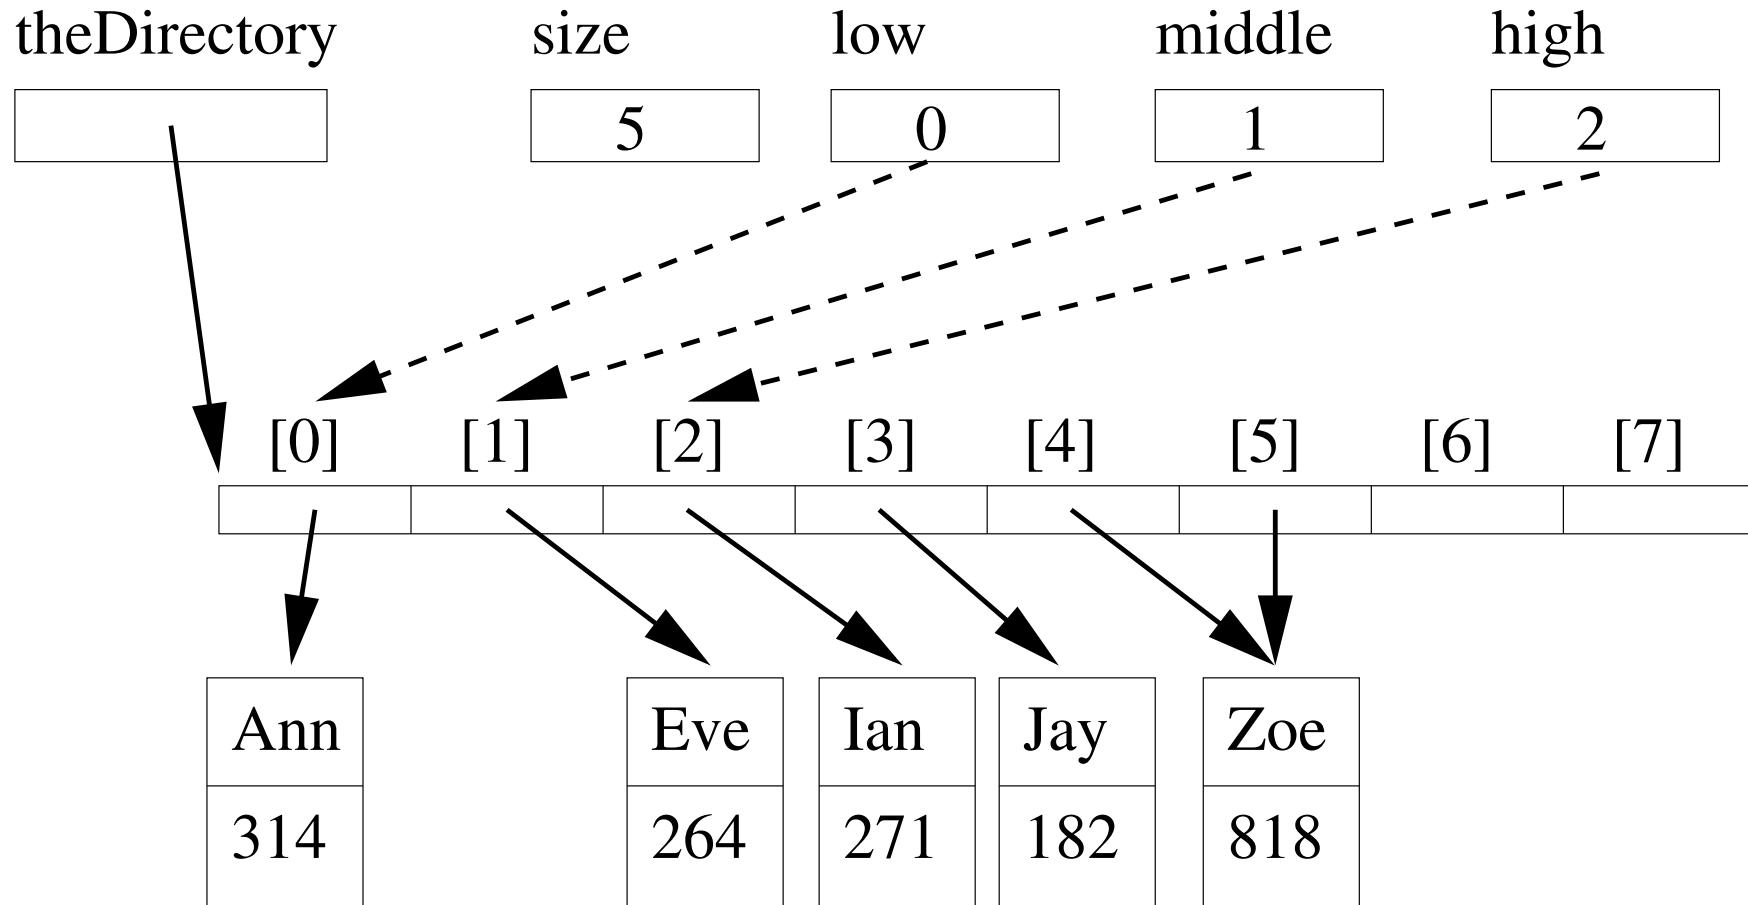 theDirectory size low middle high
5 0 1 2
[0] [1] [2] [3] [4] [5] [6] [7]
Ann Eve Ian Jay Zoe
314 264 271 182 818